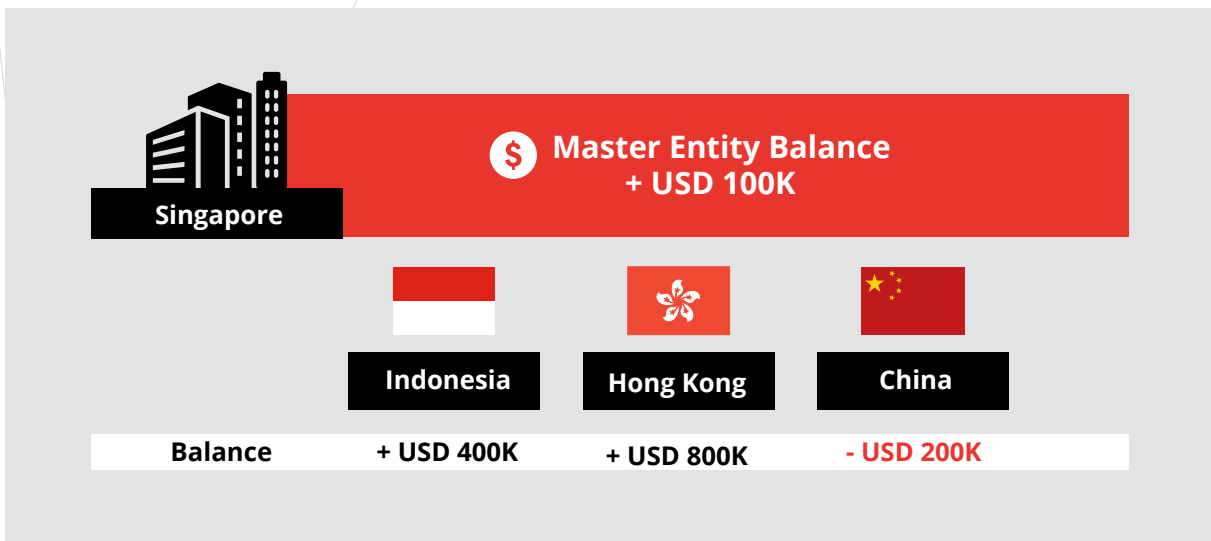 $ Master Entity Balance
+ USD 100K
Singapore
Indonesia Hong Kong China
Balance + USD 400K + USD 800K - USD 200K